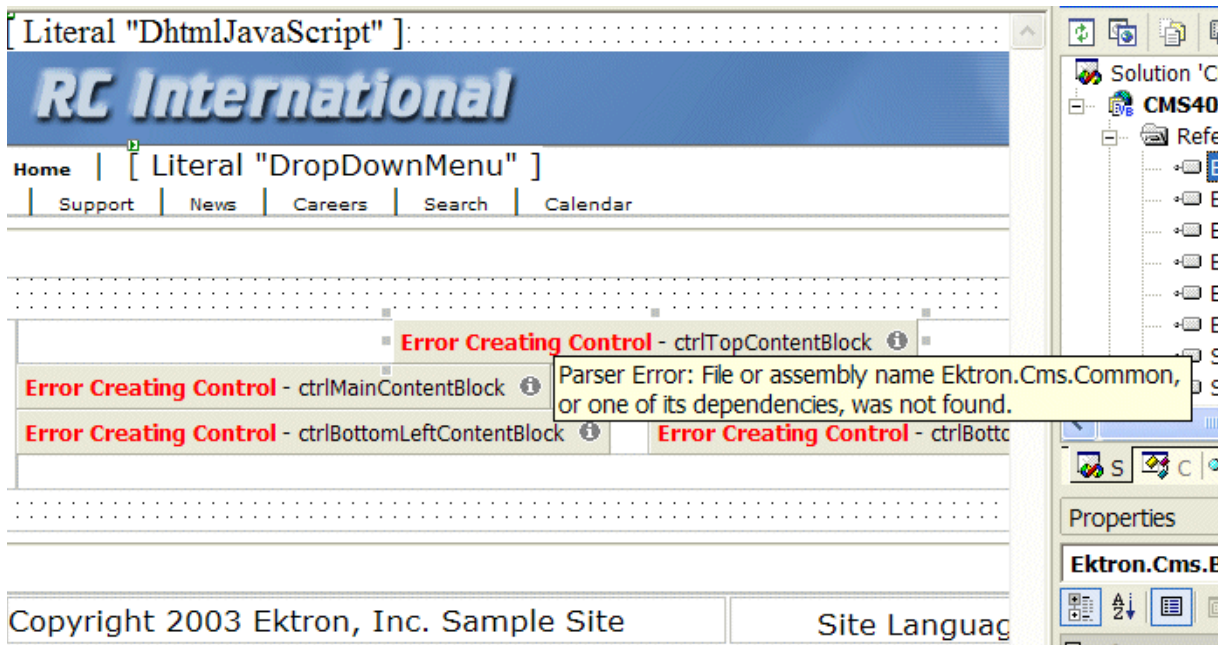 [ Literal "DhtmlJavaScript" ]
RC International
Home | [ Literal "DropDownMenu" ]
| Support | News | Careers | Search | Calendar
Error Creating Control - ctrlTopContentBlock
Error Creating Control - ctrlMainContentBlock
Parser Error: File or assembly name Ektron.Cms.Common,
or one of its dependencies, was not found.
Error Creating Control - ctrlBottomLeftContentBlock
Error Creating Control - ctrlBotto
Copyright 2003 Ektron, Inc. Sample Site
Site Languag
Solution 'C
CMS40
Refe
E
E
E
E
E
E
S
S
S
C
Properties
Ektron.Cms.